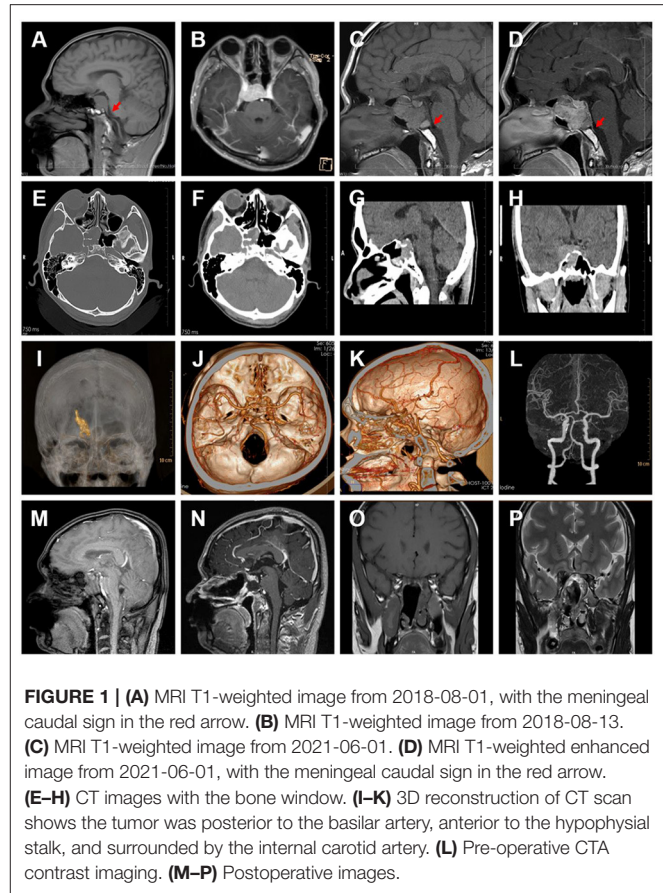 A
B
C
D
E
F
G
H
750 ms
750 ms
I
J
K
L
M
N
O
P
FIGURE 1 | (A) MRI T1-weighted image from 2018-08-01, with the meningeal
caudal sign in the red arrow. (B) MRI T1-weighted image from 2018-08-13.
(C) MRI T1-weighted image from 2021-06-01. (D) MRI T1-weighted enhanced
image from 2021-06-01, with the meningeal caudal sign in the red arrow.
(E–H) CT images with the bone window. (I–K) 3D reconstruction of CT scan
shows the tumor was posterior to the basilar artery, anterior to the hypophysial
stalk, and surrounded by the internal carotid artery. (L) Pre-operative CTA
contrast imaging. (M–P) Postoperative images.